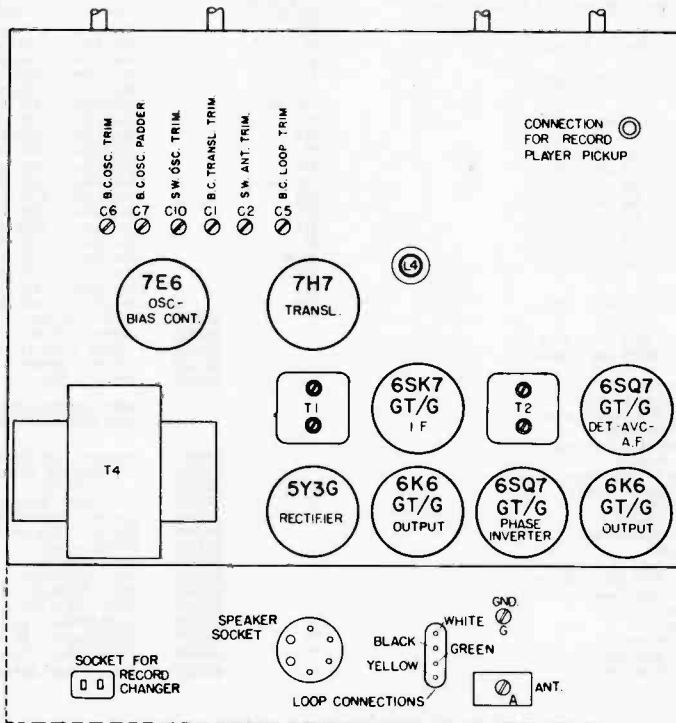 B.C. OSC. TRIM.
B.C. OSC. PADDER.
S.W. OSC. TRIM.
B.C. TRANSL. TRIM.
S.W. ANT. TRIM.
B.C. LOOP TRIM
C6 C7 C10 C1 C2 C5
CONNECTION
FOR RECORD
PLAYER PICKUP
L4
7E6
OSC-
BIAS CONT.
7H7
TRANSL.
T1
6SK7
GT/G
I.F
T2
6SQ7
GT/G
DET-AVC-
A.F
T4
5Y3G
RECTIFIER
6K6
GT/G
OUTPUT
6SQ7
GT/G
PHASE
INVERTER
6K6
GT/G
OUTPUT
SOCKET FOR
RECORD
CHANGER
SPEAKER
SOCKET
WHITE
BLACK
GREEN
YELLOW
LOOP CONNECTIONS
GND.
G
A
ANT.